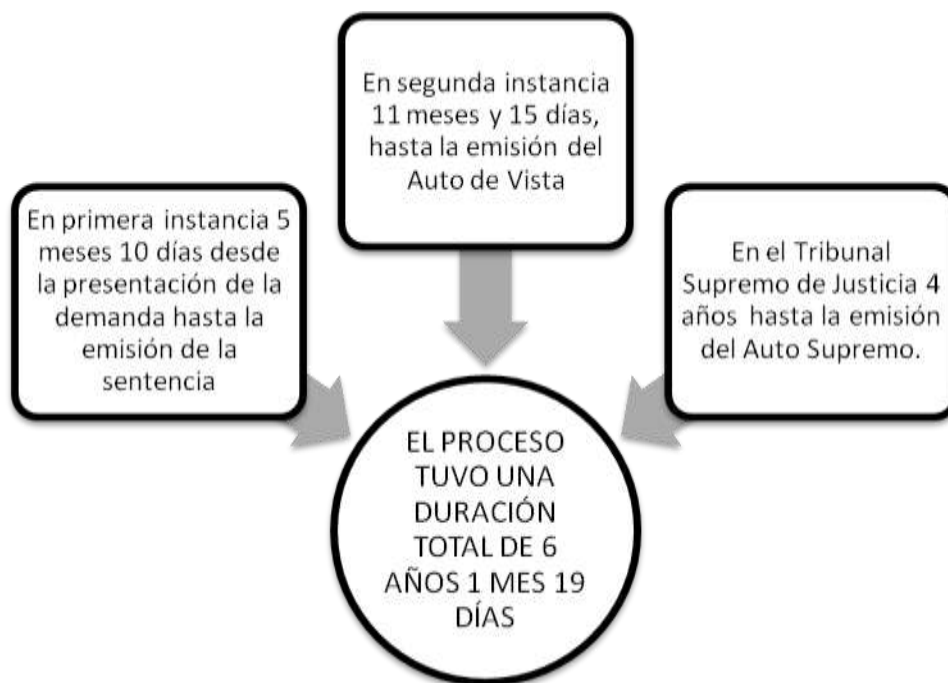 En segunda instancia
11 meses y 15 días,
hasta la emisión del
Auto de Vista
En primera instancia 5
meses 10 días desde
la presentación de la
demanda hasta la
emisión de la
sentencia
En el Tribunal
Supremo de Justicia 4
años hasta la emisión
del Auto Supremo.
EL PROCESO
TUVO UNA
DURACIÓN
TOTAL DE 6
AÑOS 1 MES 19
DÍAS